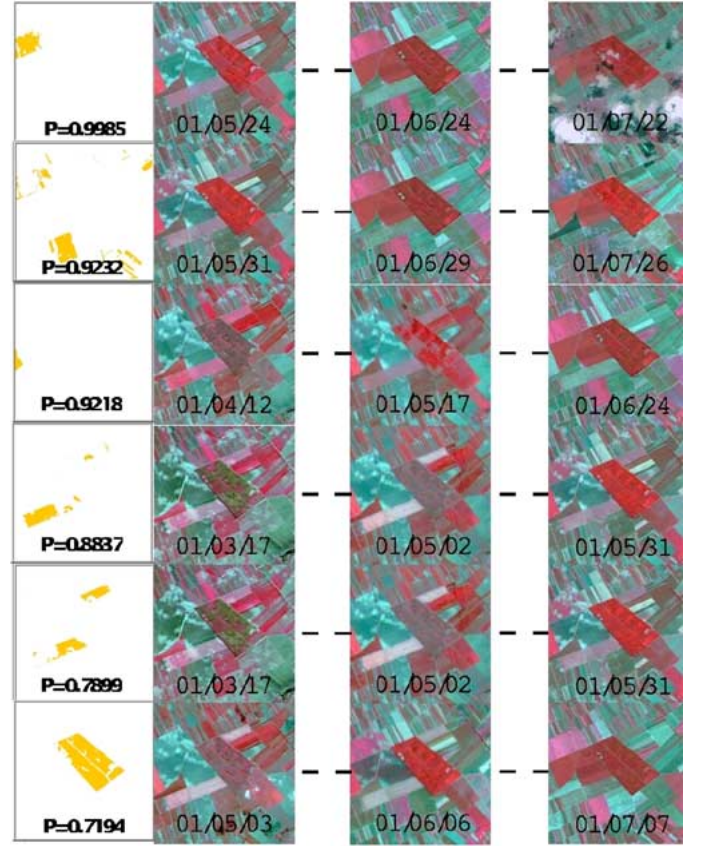 P=0.9985 01/05/24 01/06/24 01/07/22
P=0.9232 01/05/31 01/06/29 01/07/26
P=0.9218 01/04/12 01/05/17 01/06/24
P=0.8837 01/03/17 01/05/02 01/05/31
P=0.7899 01/03/17 01/05/02 01/05/31
P=0.7194 01/05/03 01/06/06 01/07/07